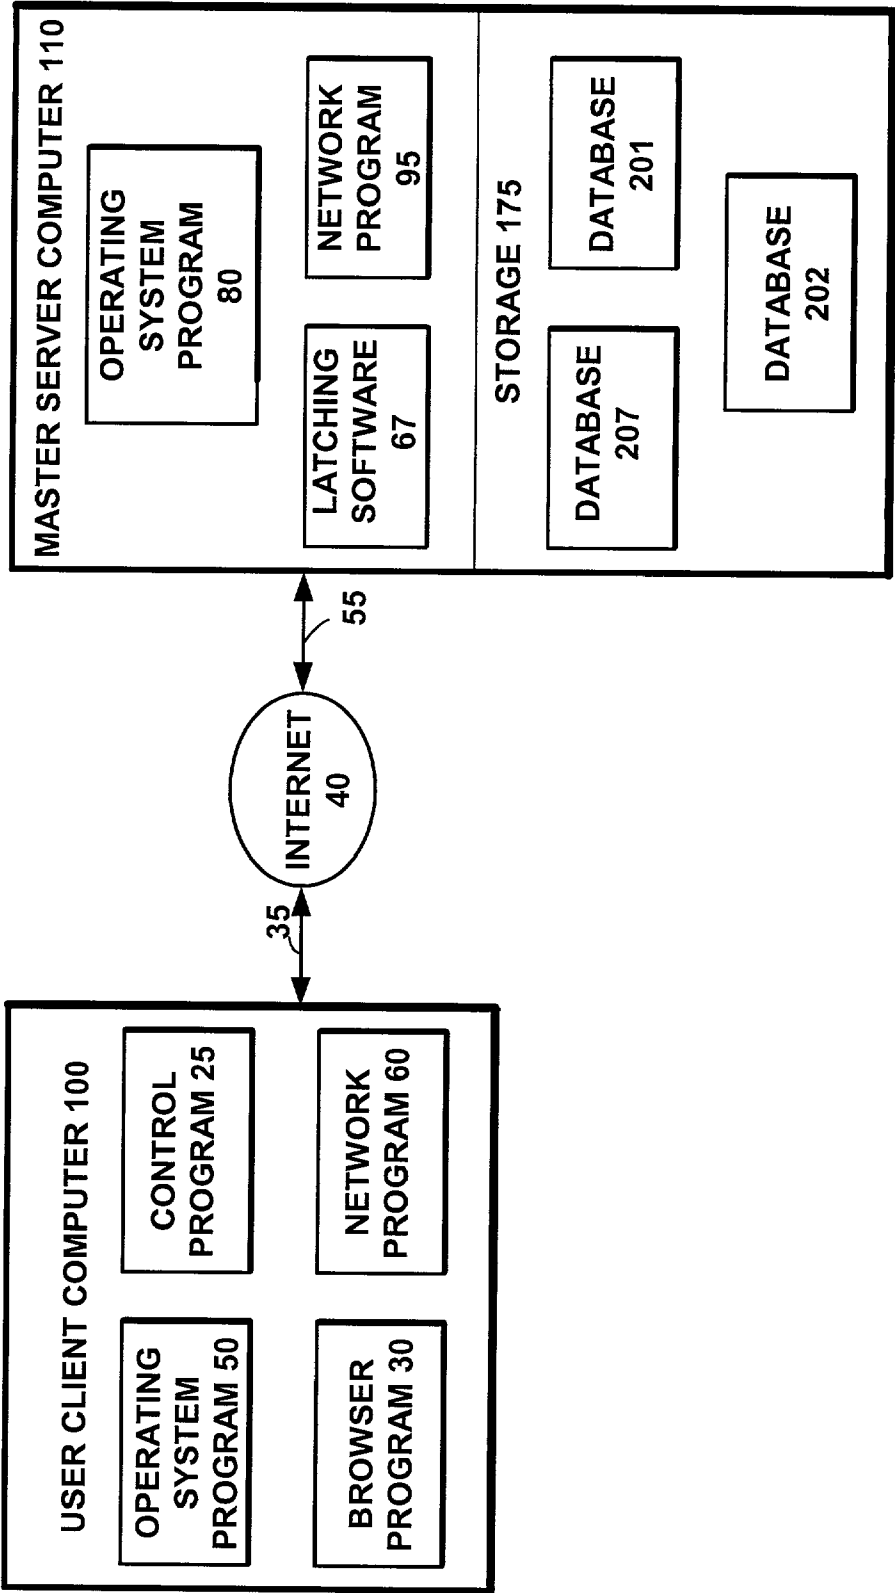 USER CLIENT COMPUTER 100
OPERATING
SYSTEM
PROGRAM 50
CONTROL
PROGRAM 25
BROWSER
PROGRAM 30
NETWORK
PROGRAM 60
35
INTERNET
40
55
MASTER SERVER COMPUTER 110
OPERATING
SYSTEM
PROGRAM
80
LATCHING
SOFTWARE
67
NETWORK
PROGRAM
95
STORAGE 175
DATABASE
207
DATABASE
201
DATABASE
202